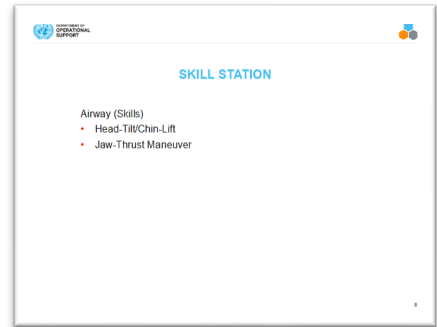 DEPARTMENT OF
OPERATIONAL
SUPPORT
SKILL STATION
Airway (Skills)
• Head-Tilt/Chin-Lift
• Jaw-Thrust Maneuver
8